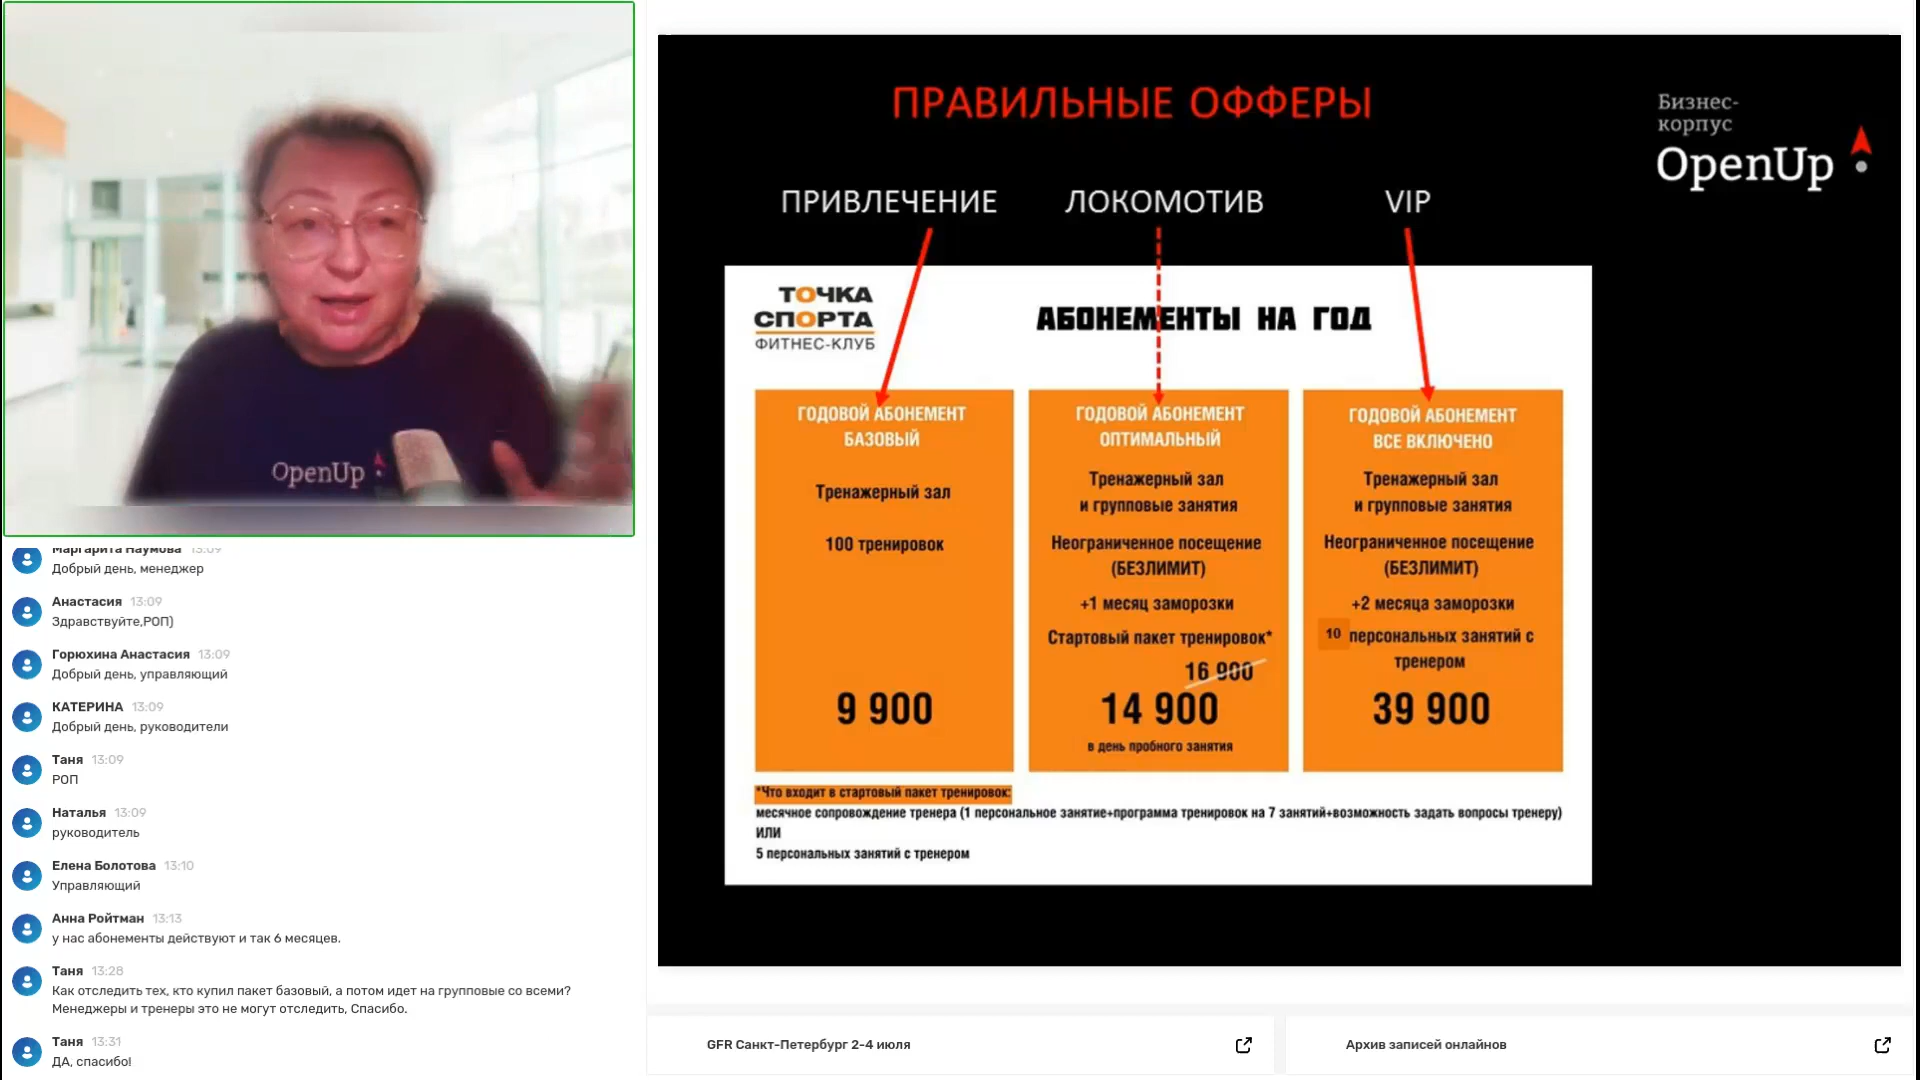 OpenUp
Маргарита Наумова 13:09
Добрый день, менеджер
Анастасия 13:09
Здравствуйте,РОП)
Горюхина Анастасия 13:09
Добрый день, управляющий
КАТЕРИНА 13:09
Добрый день, руководители
Таня 13:09
РОП
Наталья 13:09
руководитель
Елена Болотова 13:10
Управляющий
Анна Ройтман 13:13
у нас абонементы действуют и так 6 месяцев.
Таня 13:28
Как отследить тех, кто купил пакет базовый, а потом идет на групповые со всеми?
Менеджеры и тренеры это не могут отследить, Спасибо.
Таня 13:31
ДА, спасибо!
ПРАВИЛЬНЫЕ ОФФЕРЫ
Бизнес-
корпус
OpenUp
ПРИВЛЕЧЕНИЕ
ЛОКОМОТИВ
VIP
ТОЧКА
СПОРТА
ФИТНЕС-КЛУБ
АБОНЕМЕНТЫ НА ГОД
ГОДОВОЙ АБОНЕМЕНТ
БАЗОВЫЙ
Тренажерный зал
100 тренировок
9 900
ГОДОВОЙ АБОНЕМЕНТ
ОПТИМАЛЬНЫЙ
Тренажерный зал
и групповые занятия
Неограниченное посещение
(БЕЗЛИМИТ)
+1 месяц заморозки
Стартовый пакет тренировок*
16 900
14 900
в день пробного занятия
ГОДОВОЙ АБОНЕМЕНТ
ВСЕ ВКЛЮЧЕНО
Тренажерный зал
и групповые занятия
Неограниченное посещение
(БЕЗЛИМИТ)
+2 месяца заморозки
10 персональных занятий с
тренером
39 900
*Что входит в стартовый пакет тренировок:
месячное сопровождение тренера (1 персональное занятие+программа тренировок на 7 занятий+возможность задать вопросы тренеру)
ИЛИ
5 персональных занятий с тренером
GFR Санкт-Петербург 2-4 июля
Архив записей онлайнов